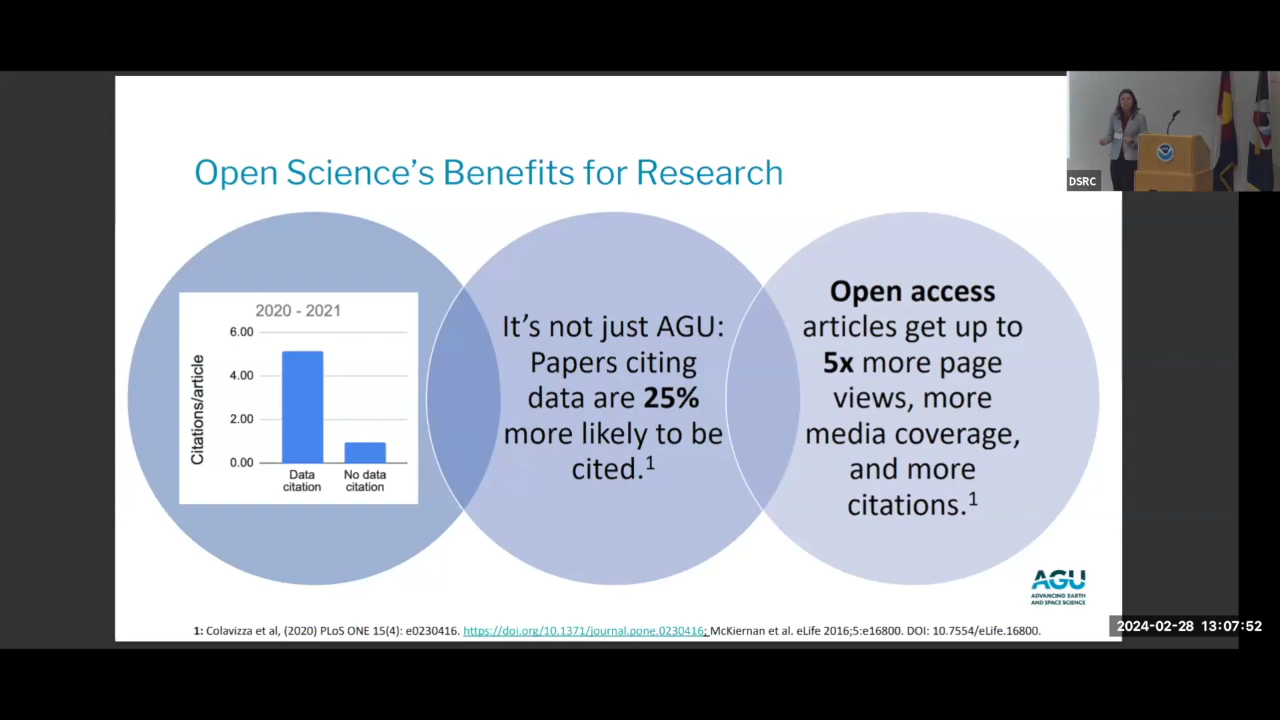 Open Science’s Benefits for Research
2020 - 2021
Citations/article
6.00
4.00
2.00
0.00
Data
citation
No data
citation
It’s not just AGU:
Papers citing
data are 25%
more likely to be
cited.1
Open access
articles get up to
5x more page
views, more
media coverage,
and more
citations.1
AGU
ADVANCING EARTH
AND SPACE SCIENCE
1: Colavizza et al, (2020) PLoS ONE 15(4): e0230416. https://doi.org/10.1371/journal.pone.0230416; McKiernan et al. eLife 2016;5:e16800. DOI: 10.7554/eLife.16800.
DSRC
2024-02-28 13:07:52